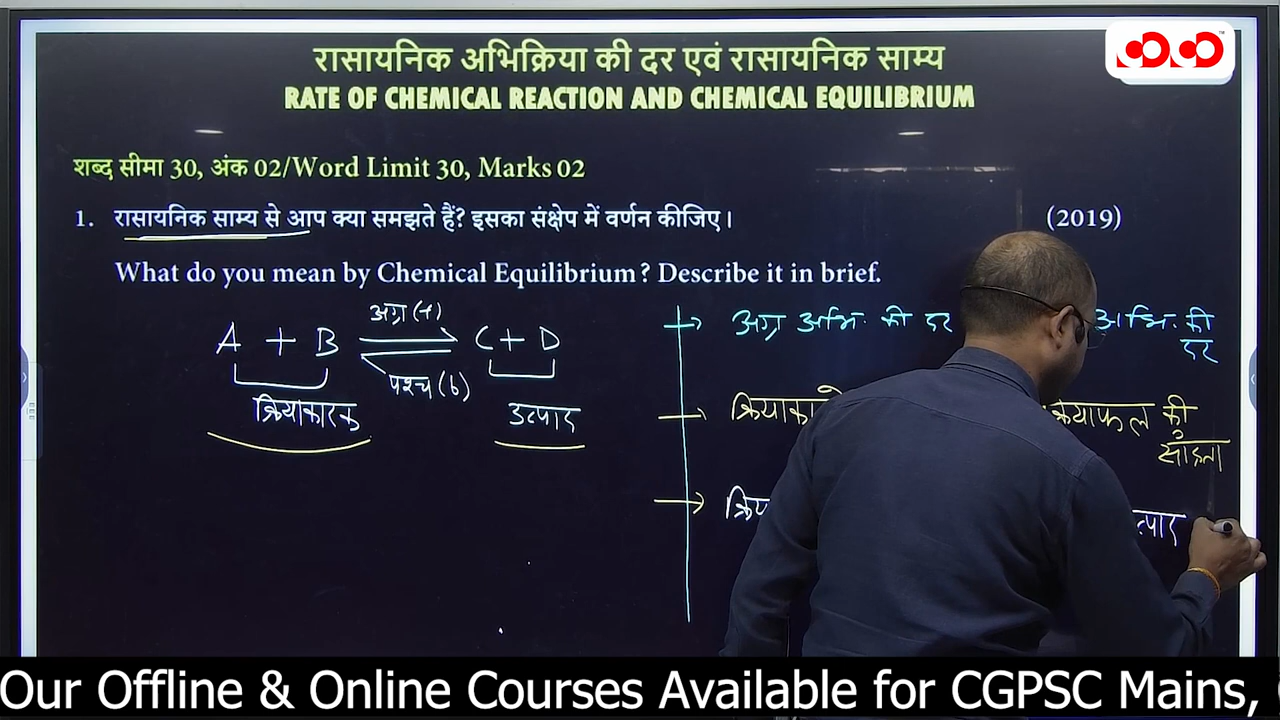 रासायनिक अभिक्रिया की दर एवं रासायनिक साम्य
RATE OF CHEMICAL REACTION AND CHEMICAL EQUILIBRIUM
शब्द सीमा 30, अंक 02/Word Limit 30, Marks 02
1. रासायनिक साम्य से आप क्या समझते हैं? इसका संक्षेप में वर्णन कीजिए। (2019)
What do you mean by Chemical Equilibrium? Describe it in brief.
अग्र (f)
A + B ⇌ C + D
पश्च (b)
क्रियाकारक उत्पाद
→ अग्र अभि. की दर अभि. की
दर
→ क्रियाफल की
→
Our Offline & Online Courses Available for CGPSC Mains,